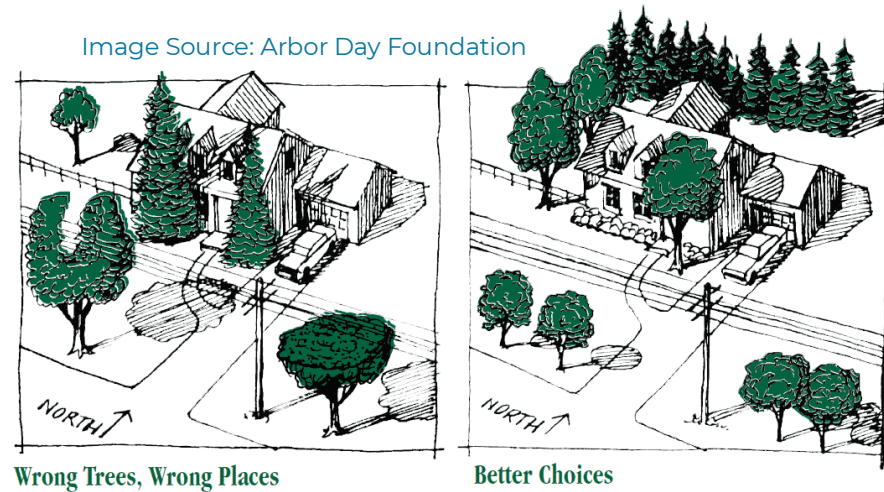 Image Source: Arbor Day Foundation
NORTH
NORTH
Wrong Trees, Wrong Places
Better Choices